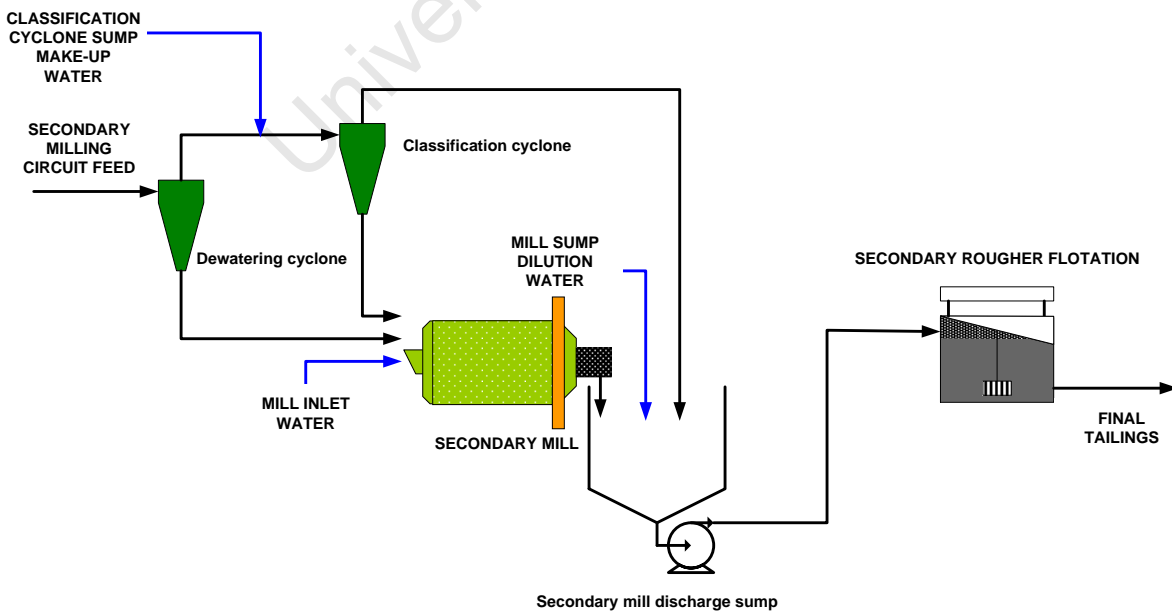 CLASSIFICATION
CYCLONE SUMP
MAKE-UP
WATER
SECONDARY
MILLING
CIRCUIT FEED
Classification cyclone
Dewatering cyclone
MILL SUMP
DILUTION
WATER
SECONDARY ROUGHER FLOTATION
MILL INLET
WATER
SECONDARY MILL
FINAL
TAILINGS
Secondary mill discharge sump
Univer